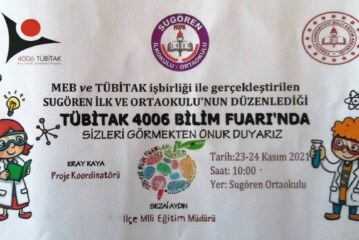 SUGÖREN
İLKOKULU - ORTAOKULU
4006 TÜBİTAK
MEB ve TÜBİTAK işbirliği ile gerçekleştirilen
SUGÖREN İLK VE ORTAOKULU'NUN DÜZENLEDİĞİ
TÜBİTAK 4006 BİLİM FUARI'NDA
SİZLERİ GÖRMEKTEN ONUR DUYARIZ
ERAY KAYA
Proje Koordinatörü
Tarih:23-24 Kasım 2021
Saat: 10:00
Yer: Sugören Ortaokulu
SEZAİ AYDIN
İlçe Milli Eğitim Müdürü